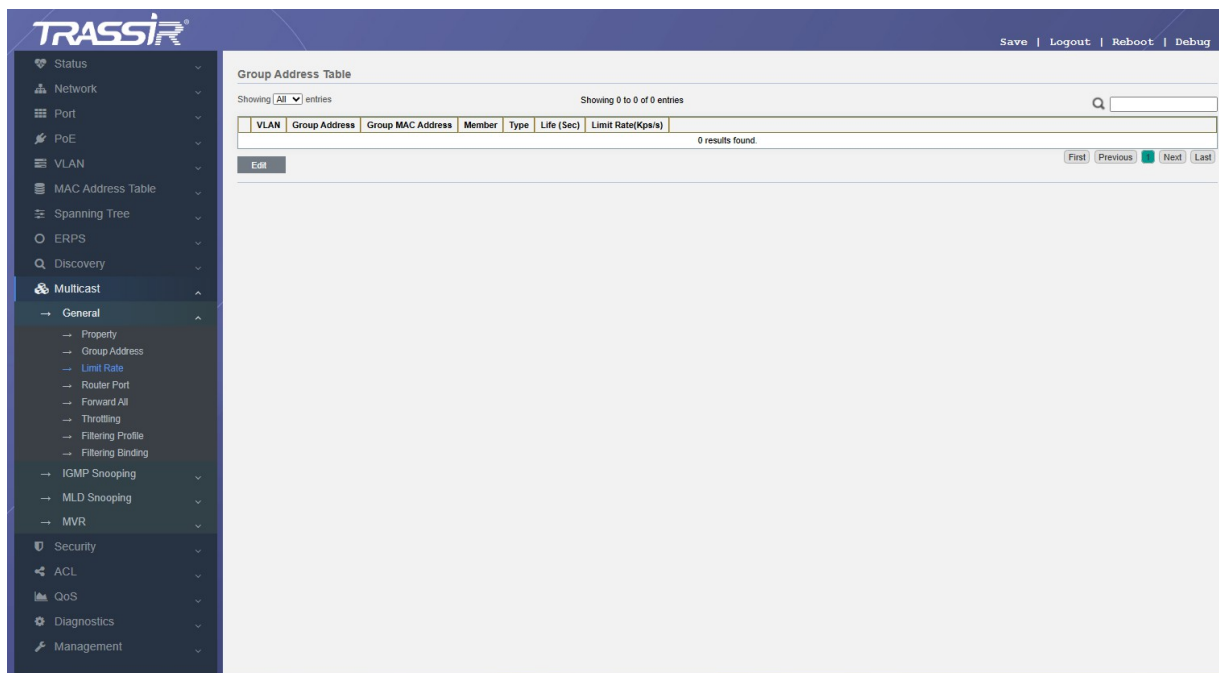 TRASSIR®
Save | Logout | Reboot | Debug
Status
Network
Port
PoE
VLAN
MAC Address Table
Spanning Tree
ERPS
Discovery
Multicast
→ General
→ Property
→ Group Address
→ Limit Rate
→ Router Port
→ Forward All
→ Throttling
→ Filtering Profile
→ Filtering Binding
→ IGMP Snooping
→ MLD Snooping
→ MVR
Security
ACL
QoS
Diagnostics
Management
Group Address Table
Showing All entries
Showing 0 to 0 of 0 entries
VLAN Group Address Group MAC Address Member Type Life (Sec) Limit Rate(Kps/s)
0 results found.
Edit
First Previous 1 Next Last